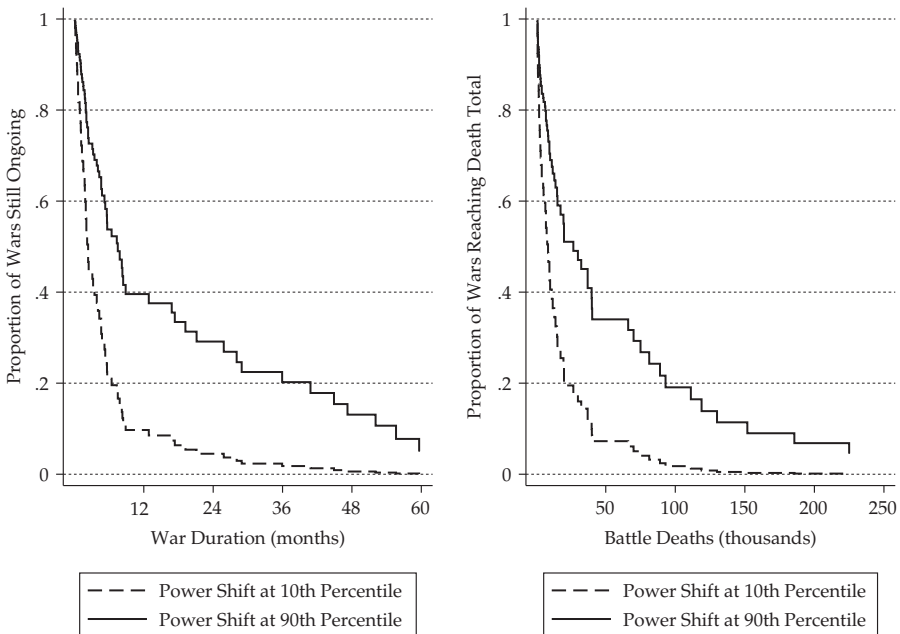 Proportion of Wars Still Ongoing
1
.8
.6
.4
.2
0
12 24 36 48 60
War Duration (months)
Power Shift at 10th Percentile
Power Shift at 90th Percentile
Proportion of Wars Reaching Death Total
1
.8
.6
.4
.2
0
50 100 150 200 250
Battle Deaths (thousands)
Power Shift at 10th Percentile
Power Shift at 90th Percentile